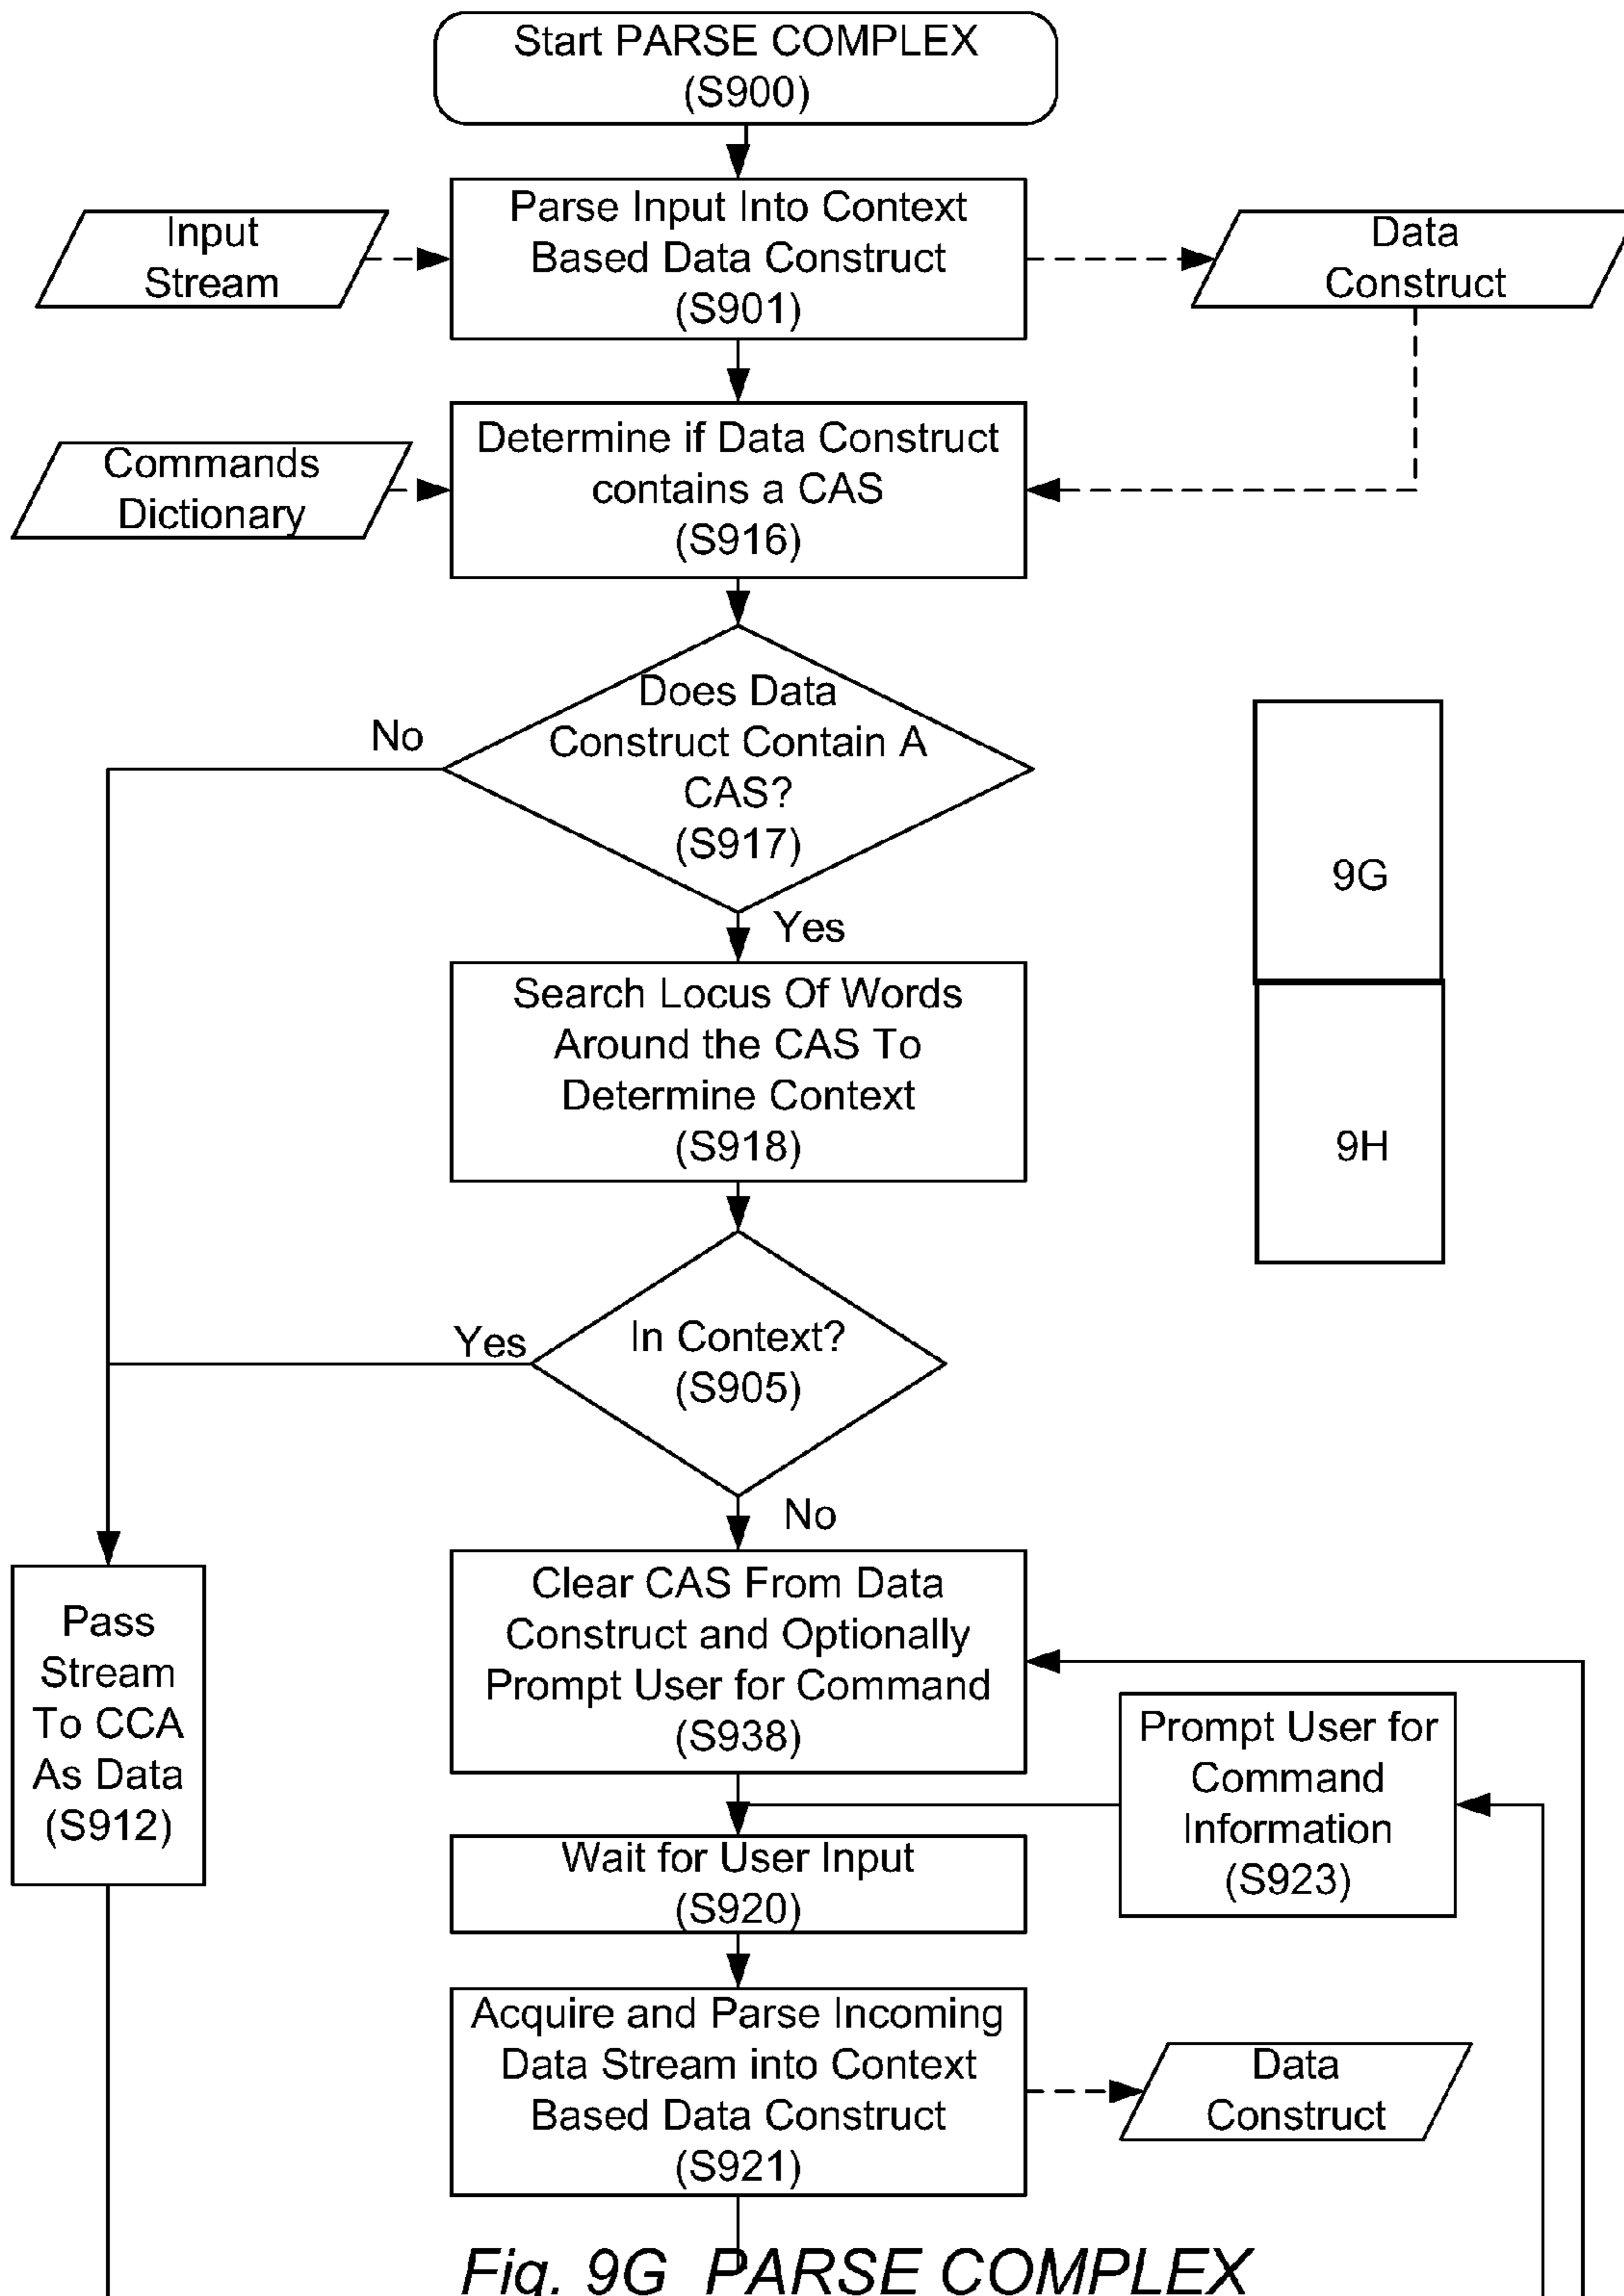 Start PARSE COMPLEX
(S900)
Input
Stream
Parse Input Into Context
Based Data Construct
(S901)
Data
Construct
Commands
Dictionary
Determine if Data Construct
contains a CAS
(S916)
Does Data
Construct Contain A
CAS?
(S917)
No
Yes
9G
Search Locus Of Words
Around the CAS To
Determine Context
(S918)
9H
In Context?
(S905)
Yes
No
Pass
Stream
To CCA
As Data
(S912)
Clear CAS From Data
Construct and Optionally
Prompt User for Command
(S938)
Prompt User for
Command
Information
(S923)
Wait for User Input
(S920)
Acquire and Parse Incoming
Data Stream into Context
Based Data Construct
(S921)
Data
Construct
Fig. 9G PARSE COMPLEX